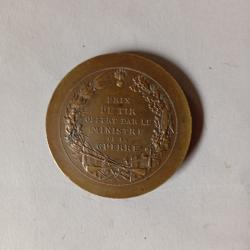 PRIX
DE TIR
OFFERT PAR LE
MINISTRE
DE LA
GUERRE